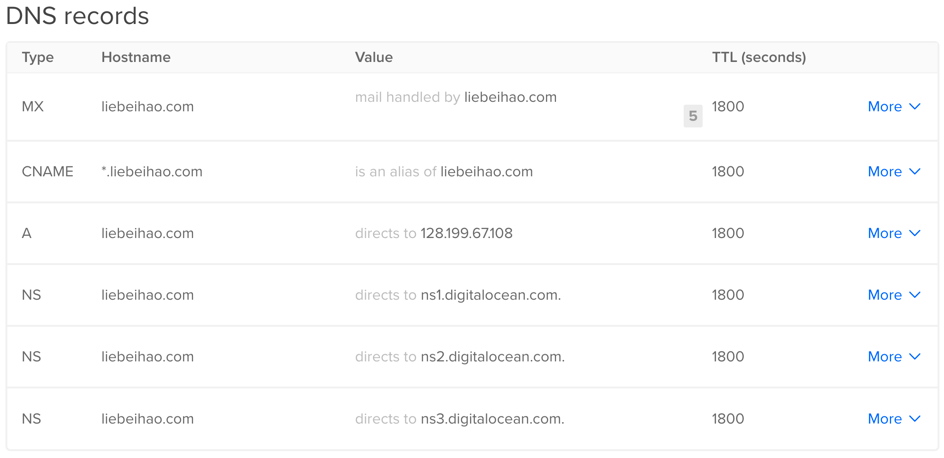 DNS records
Type Hostname Value TTL (seconds)
MX liebeihao.com mail handled by liebeihao.com 5 1800 More
CNAME *.liebeihao.com is an alias of liebeihao.com 1800 More
A liebeihao.com directs to 128.199.67.108 1800 More
NS liebeihao.com directs to ns1.digitalocean.com. 1800 More
NS liebeihao.com directs to ns2.digitalocean.com. 1800 More
NS liebeihao.com directs to ns3.digitalocean.com. 1800 More